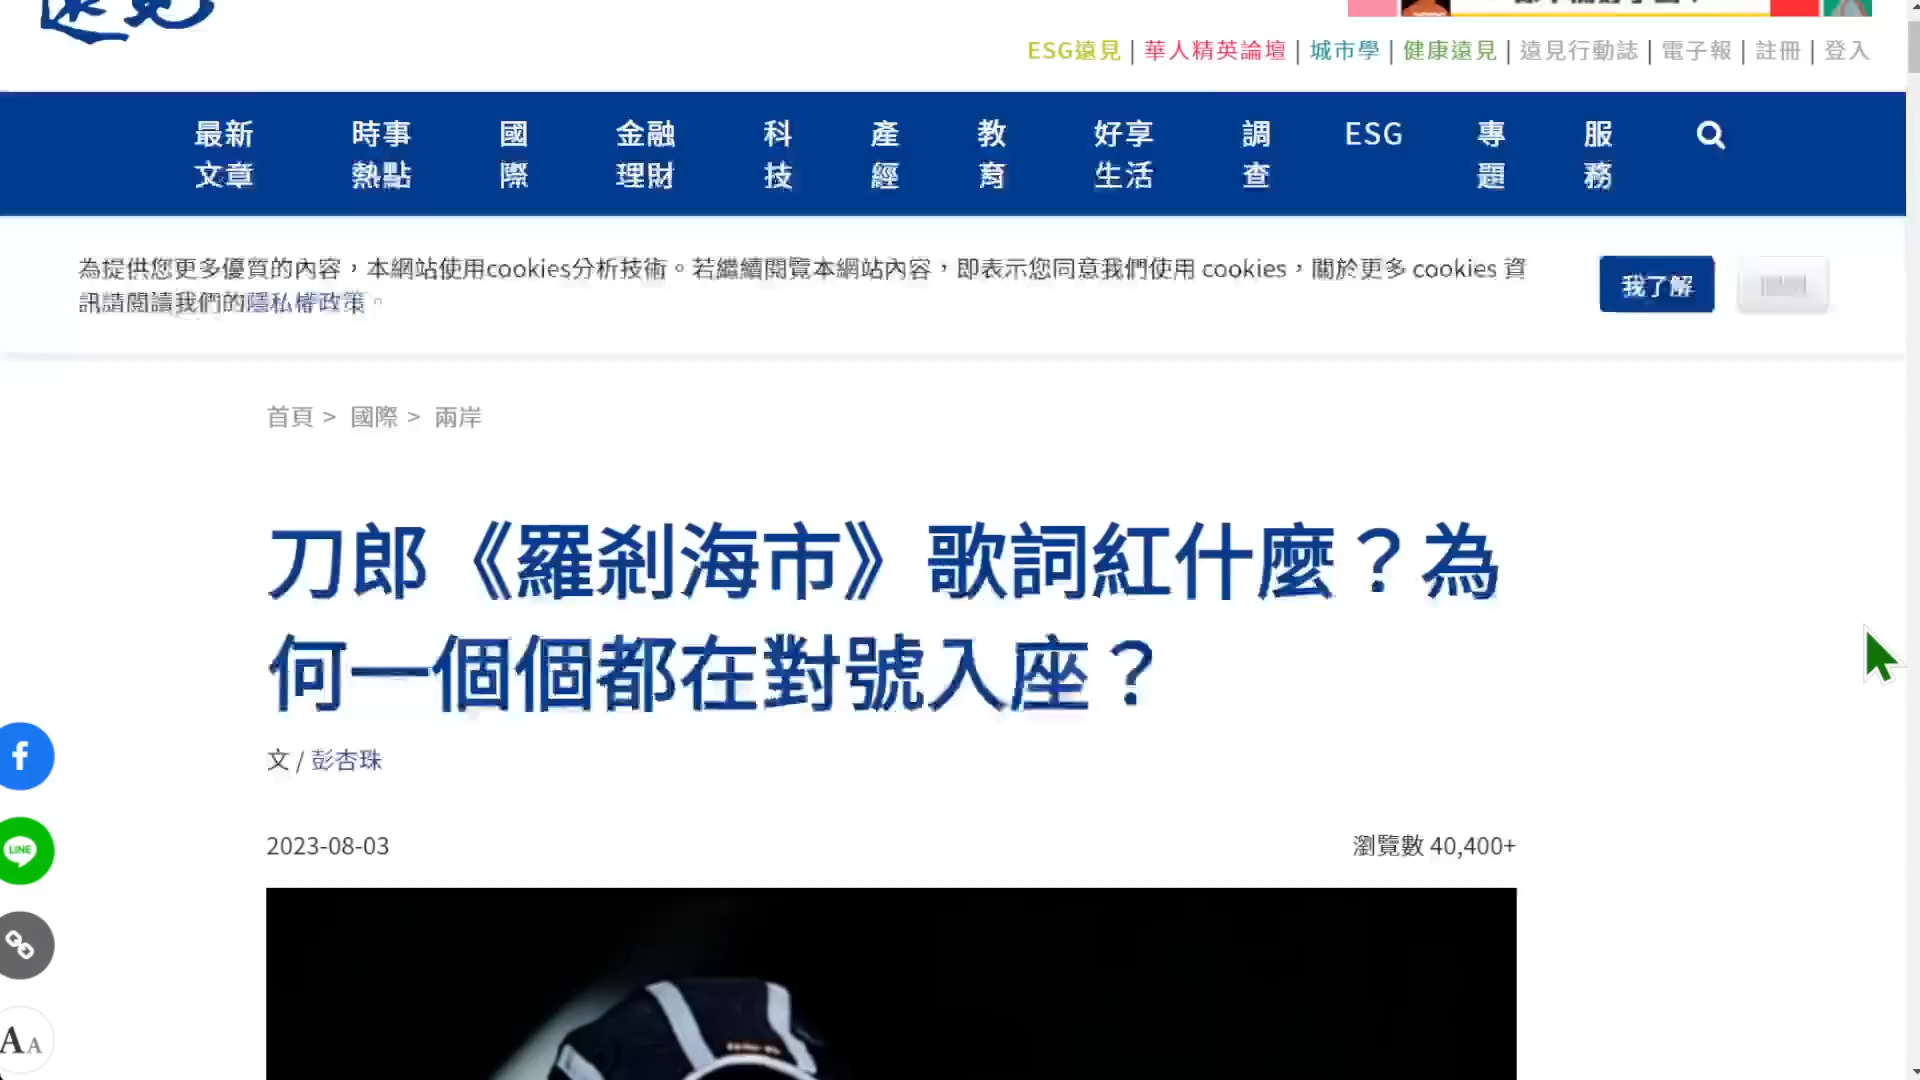 遠見
ESG遠見 | 華人精英論壇 | 城市學 | 健康遠見 | 遠見行動誌 | 電子報 | 註冊 | 登入
最新文章 時事熱點 國際 金融理財 科技 產經 教育 好享生活 調查 ESG 專題 服務
為提供您更多優質的內容，本網站使用cookies分析技術。若繼續閱覽本網站內容，即表示您同意我們使用 cookies，關於更多 cookies 資
訊請閱讀我們的隱私權政策。
我了解
首頁 > 國際 > 兩岸
刀郎《羅剎海市》歌詞紅什麼？為
何一個個都在對號入座？
文 / 彭杏珠
2023-08-03
瀏覽數 40,400+
LINE
AA